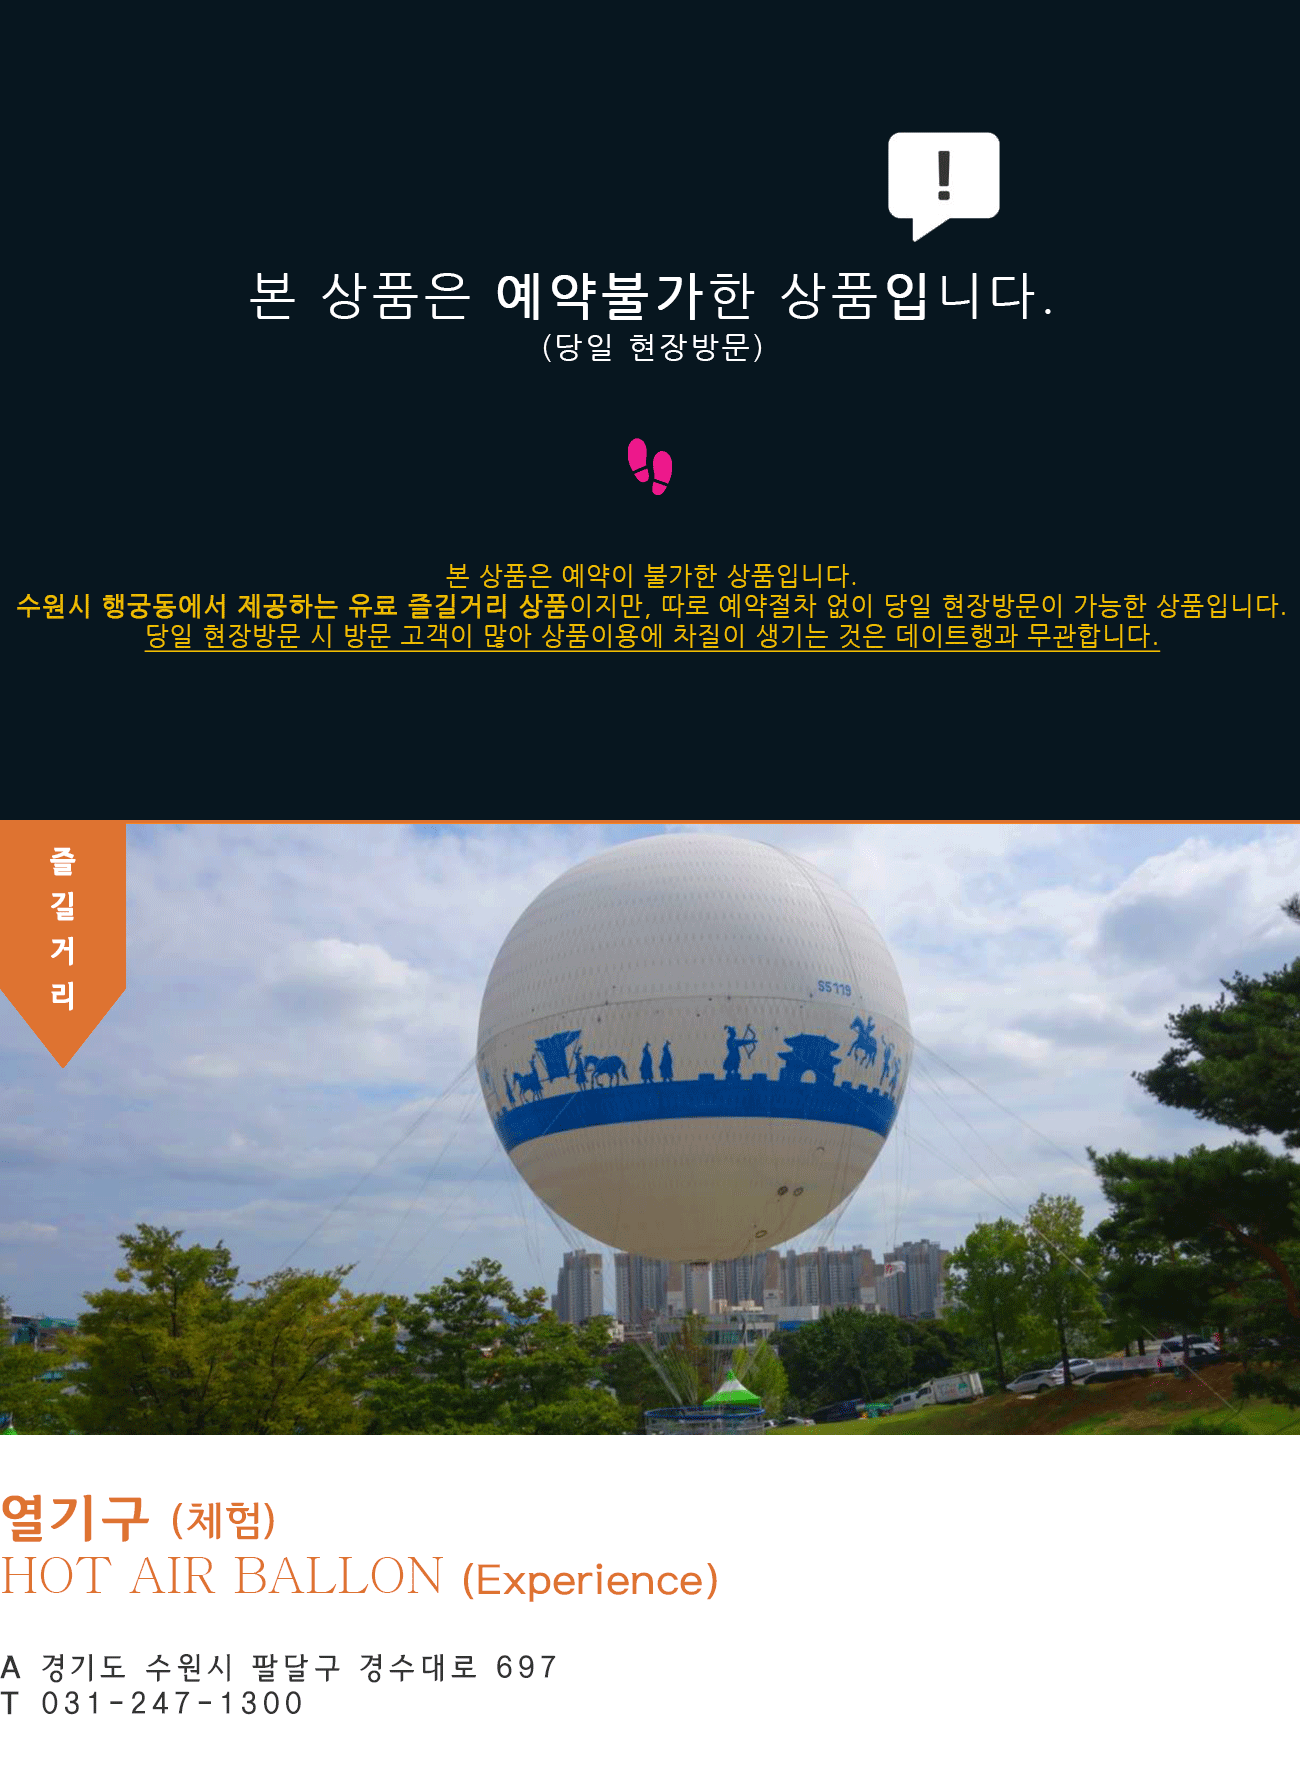 !
본 상품은 예약불가한 상품입니다.
(당일 현장방문)
본 상품은 예약이 불가한 상품입니다.
수원시 행궁동에서 제공하는 유료 즐길거리 상품이지만, 따로 예약절차 없이 당일 현장방문이 가능한 상품입니다.
당일 현장방문 시 방문 고객이 많아 상품이용에 차질이 생기는 것은 데이트행과 무관합니다.
즐
길
거
리
S5779
열기구 (체험)
HOT AIR BALLON (Experience)
A 경기도 수원시 팔달구 경수대로 697
T 031-247-1300